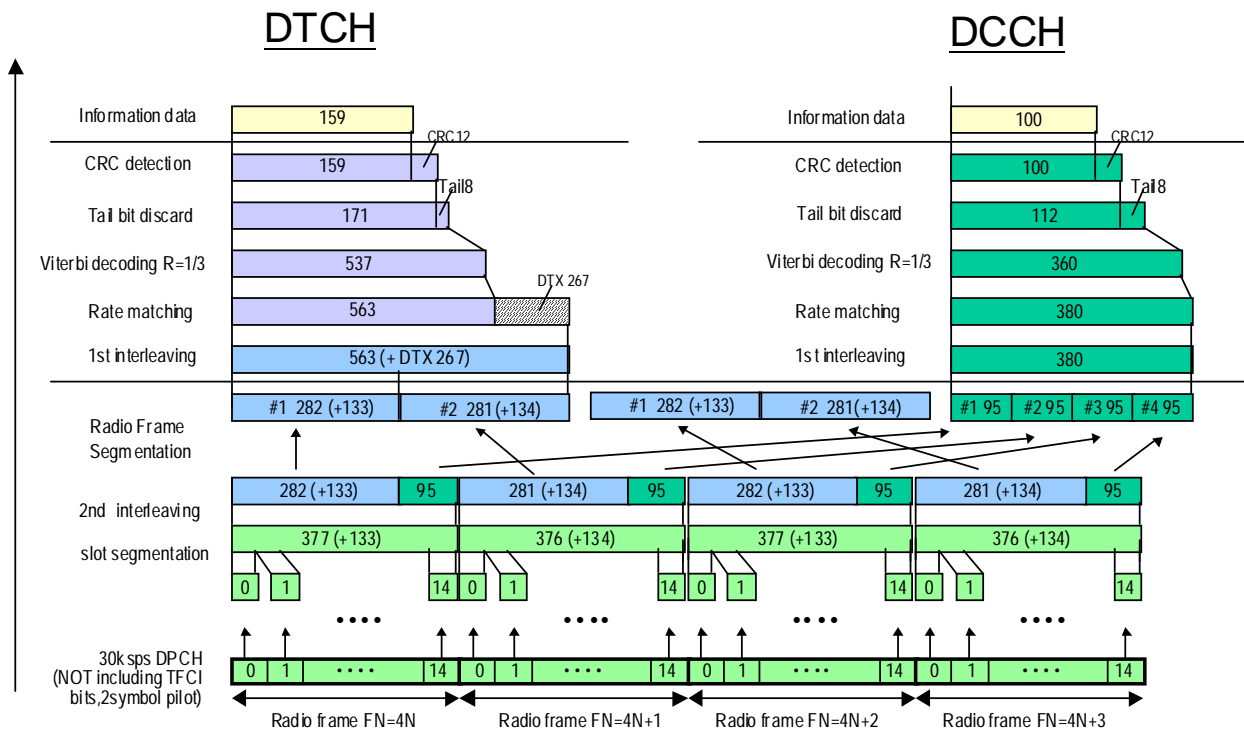 DTCH DCCH
Information data 159 Information data 100
CRC12 CRC12
CRC detection 159 CRC detection 100
Tail8 Tail8
Tail bit discard 171 Tail bit discard 112
Viterbi decoding R=1/3 537 Viterbi decoding R=1/3 360
DTX 267
Rate matching 563 Rate matching 380
1st interleaving 563 (+ DTX 267) 1st interleaving 380
#1 282 (+133) #2 281 (+134) #1 282 (+133) #2 281(+134) #1 95 #2 95 #3 95 #4 95
Radio Frame
Segmentation
282 (+133) 95 281 (+134) 95 282 (+133) 95 281 (+134) 95
2nd interleaving
377 (+133) 376 (+134) 377 (+133) 376 (+134)
slot segmentation
0 1 14 0 1 14 0 1 14 0 1 14
•••• •••• •••• ••••
30ksps DPCH
(NOT including TFCI
bits,2symbol pilot)
0 1 •••• 14 0 1 •••• 14 0 1 •••• 14 0 1 •••• 14
Radio frame FN=4N Radio frame FN=4N+1 Radio frame FN=4N+2 Radio frame FN=4N+3